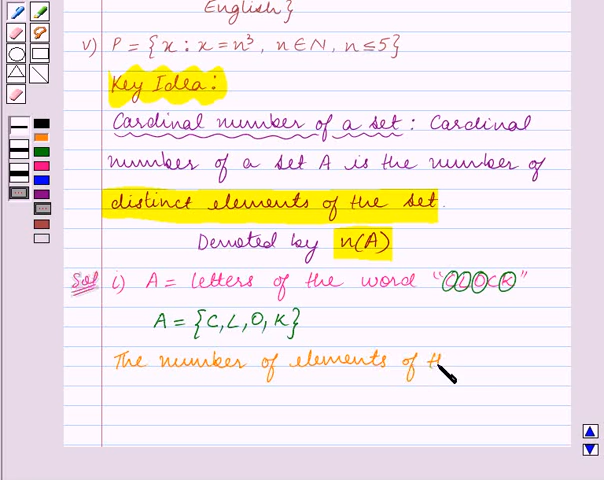 English}
v) P = {x : x = n³, n ∈ N, n ≤ 5}
Key Idea:
Cardinal number of a set : Cardinal
number of a set A is the number of
distinct elements of the set.
Denoted by n(A)
Sol i) A = letters of the word "CLOCK"
A = {C, L, O, K}
The number of elements of t